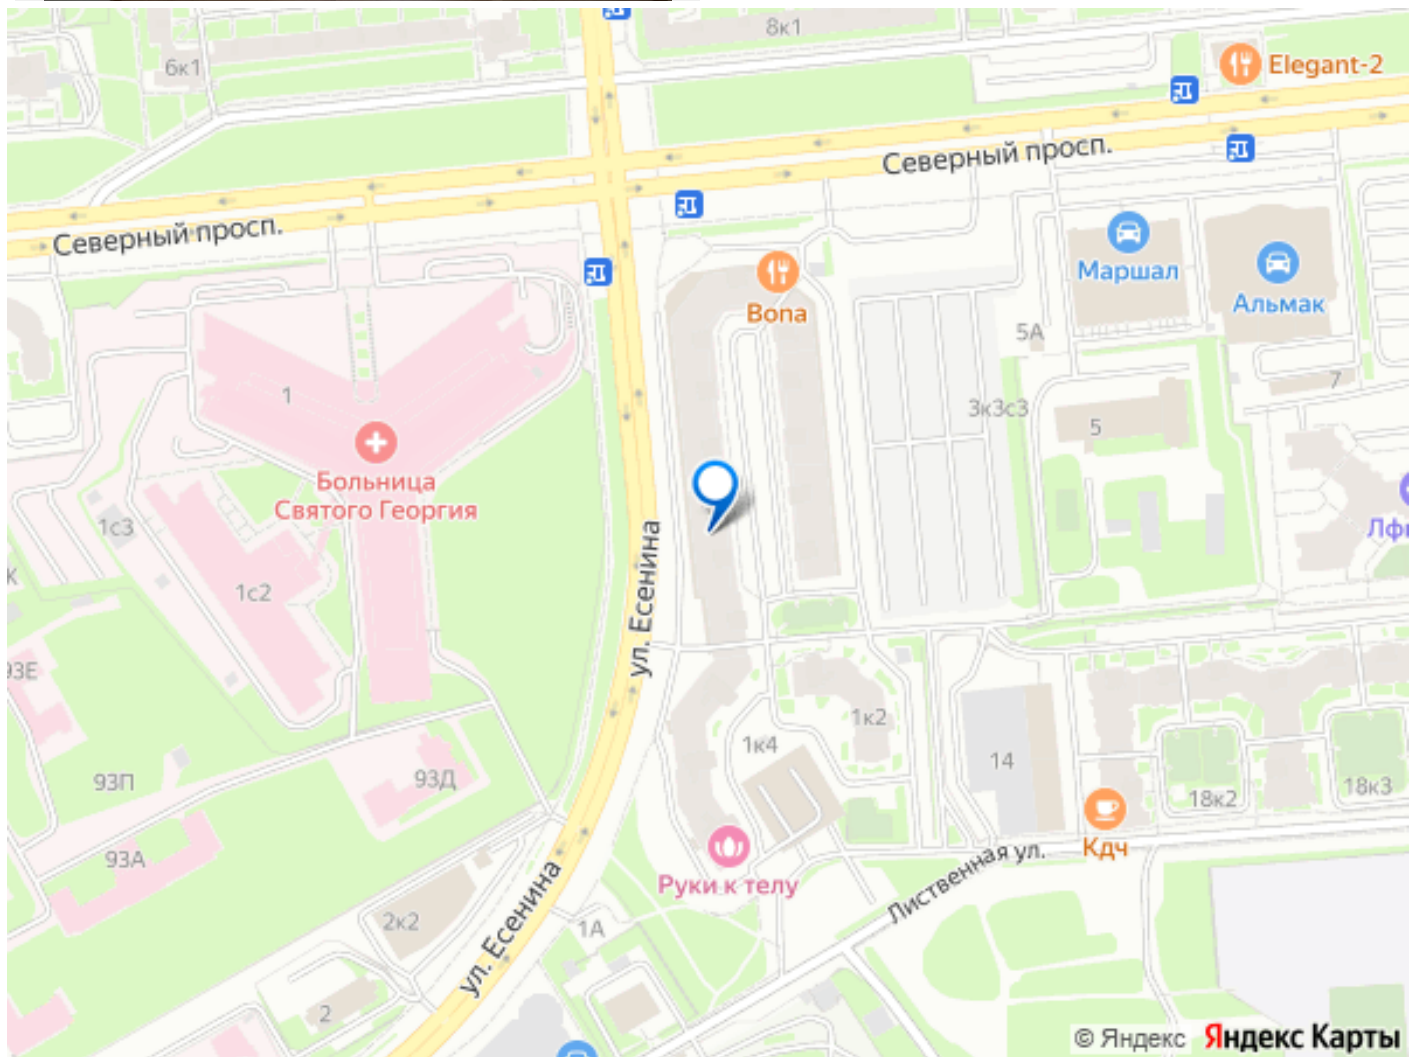 8к1
6к1
Elegant-2
Северный просп.
Северный просп.
Bona
Маршал
Альмак
5А
7
1
3к3с3
5
Больница
Святого Георгия
1с3
ул. Есенина
1с2
93Е
1к2
1к4
14
93П
93Д
18к2
18к3
93А
Кдч
Руки к телу
Лиственная ул.
2к2
ул. Есенина
1А
2
© Яндекс Яндекс Карты